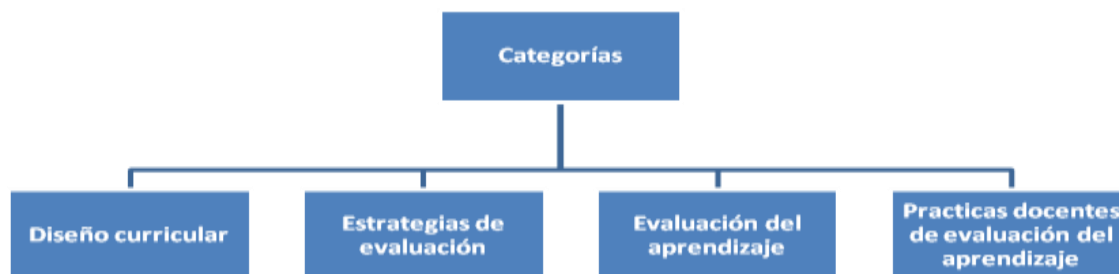 Categorías
Diseño curricular
Estrategias de
evaluación
Evaluación del
aprendizaje
Practicas docentes
de evaluación del
aprendizaje